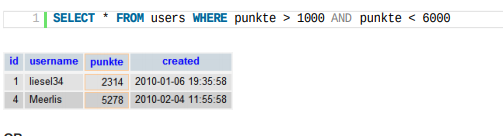 1 SELECT * FROM users WHERE punkte > 1000 AND punkte < 6000
id username punkte created
1 liesel34 2314 2010-01-06 19:35:58
4 Meerlis 5278 2010-02-04 11:55:58